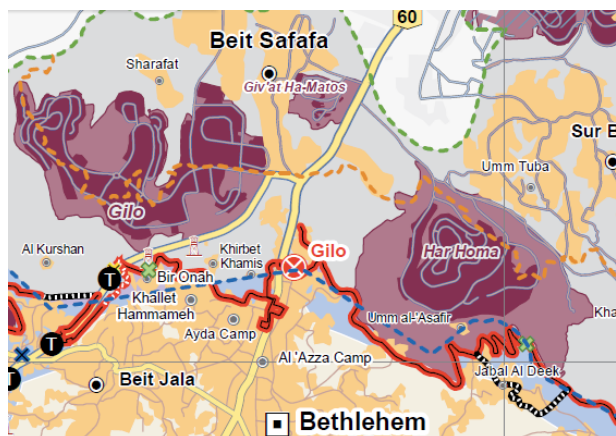 60
Beit Safafa
Sharafat
Giv'at Ha-Matos
Sur B
Umm Tuba
Gilo
Al Kurshan
Khirbet
Khamis
Gilo
Har Homa
T
Bir Onah
Khallet
Hammameh
Umm al-'Asafir
Kha
Ayda Camp
T
Al 'Azza Camp
Jabal Al Deek
T
Beit Jala
Bethlehem